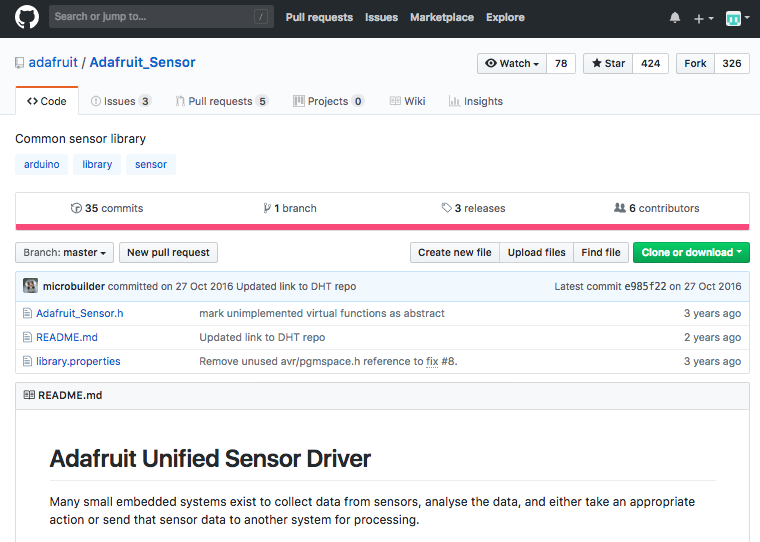 Search or jump to... /
Pull requests Issues Marketplace Explore
adafruit / Adafruit_Sensor
Watch 78 Star 424 Fork 326
Code Issues 3 Pull requests 5 Projects 0 Wiki Insights
Common sensor library
arduino library sensor
35 commits 1 branch 3 releases 6 contributors
Branch: master New pull request Create new file Upload files Find file Clone or download
microbuilder committed on 27 Oct 2016 Updated link to DHT repo Latest commit e985f22 on 27 Oct 2016
Adafruit_Sensor.h mark unimplemented virtual functions as abstract 3 years ago
README.md Updated link to DHT repo 2 years ago
library.properties Remove unused avr/pgmspace.h reference to fix #8. 3 years ago
README.md
Adafruit Unified Sensor Driver
Many small embedded systems exist to collect data from sensors, analyse the data, and either take an appropriate
action or send that sensor data to another system for processing.